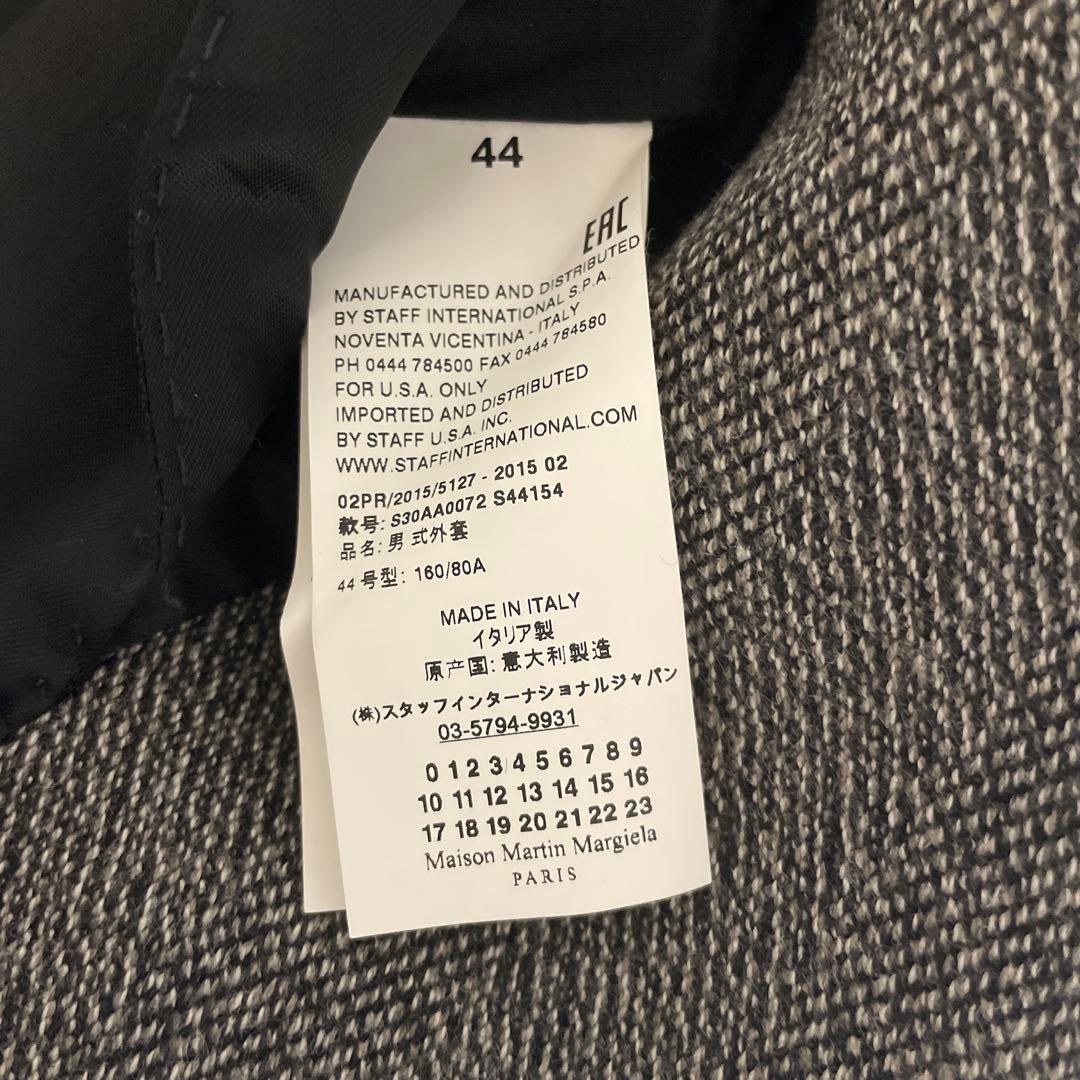 44
EAC
MANUFACTURED AND DISTRIBUTED
BY STAFF INTERNATIONAL S.P.A.
NOVENTA VICENTINA - ITALY
PH 0444 784500 FAX 0444 784580
FOR U.S.A. ONLY
IMPORTED AND DISTRIBUTED
BY STAFF U.S.A. INC.
WWW.STAFFINTERNATIONAL.COM
02PR/2015/5127 - 2015 02
款号: S30AA0072 S44154
品名: 男式外套
44 号型: 160/80A
MADE IN ITALY
イタリア製
原产国: 意大利製造
(株)スタッフインターナショナルジャパン
03-5794-9931
0 1 2 3 4 5 6 7 8 9
10 11 12 13 14 15 16
17 18 19 20 21 22 23
Maison Martin Margiela
PARIS